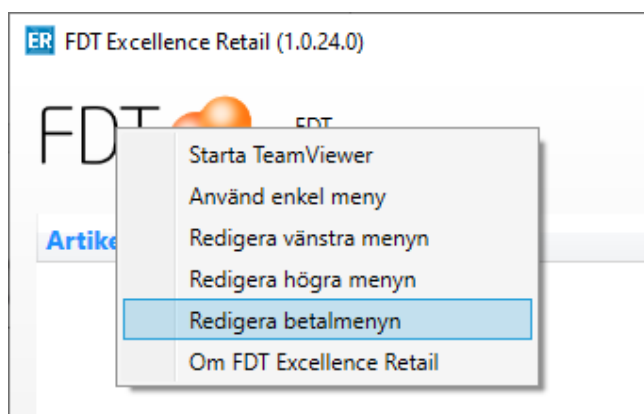 ER FDT Excellence Retail (1.0.24.0)
FDT
Starta TeamViewer
Använd enkel meny
Redigera vänstra menyn
Redigera högra menyn
Redigera betalmenyn
Om FDT Excellence Retail